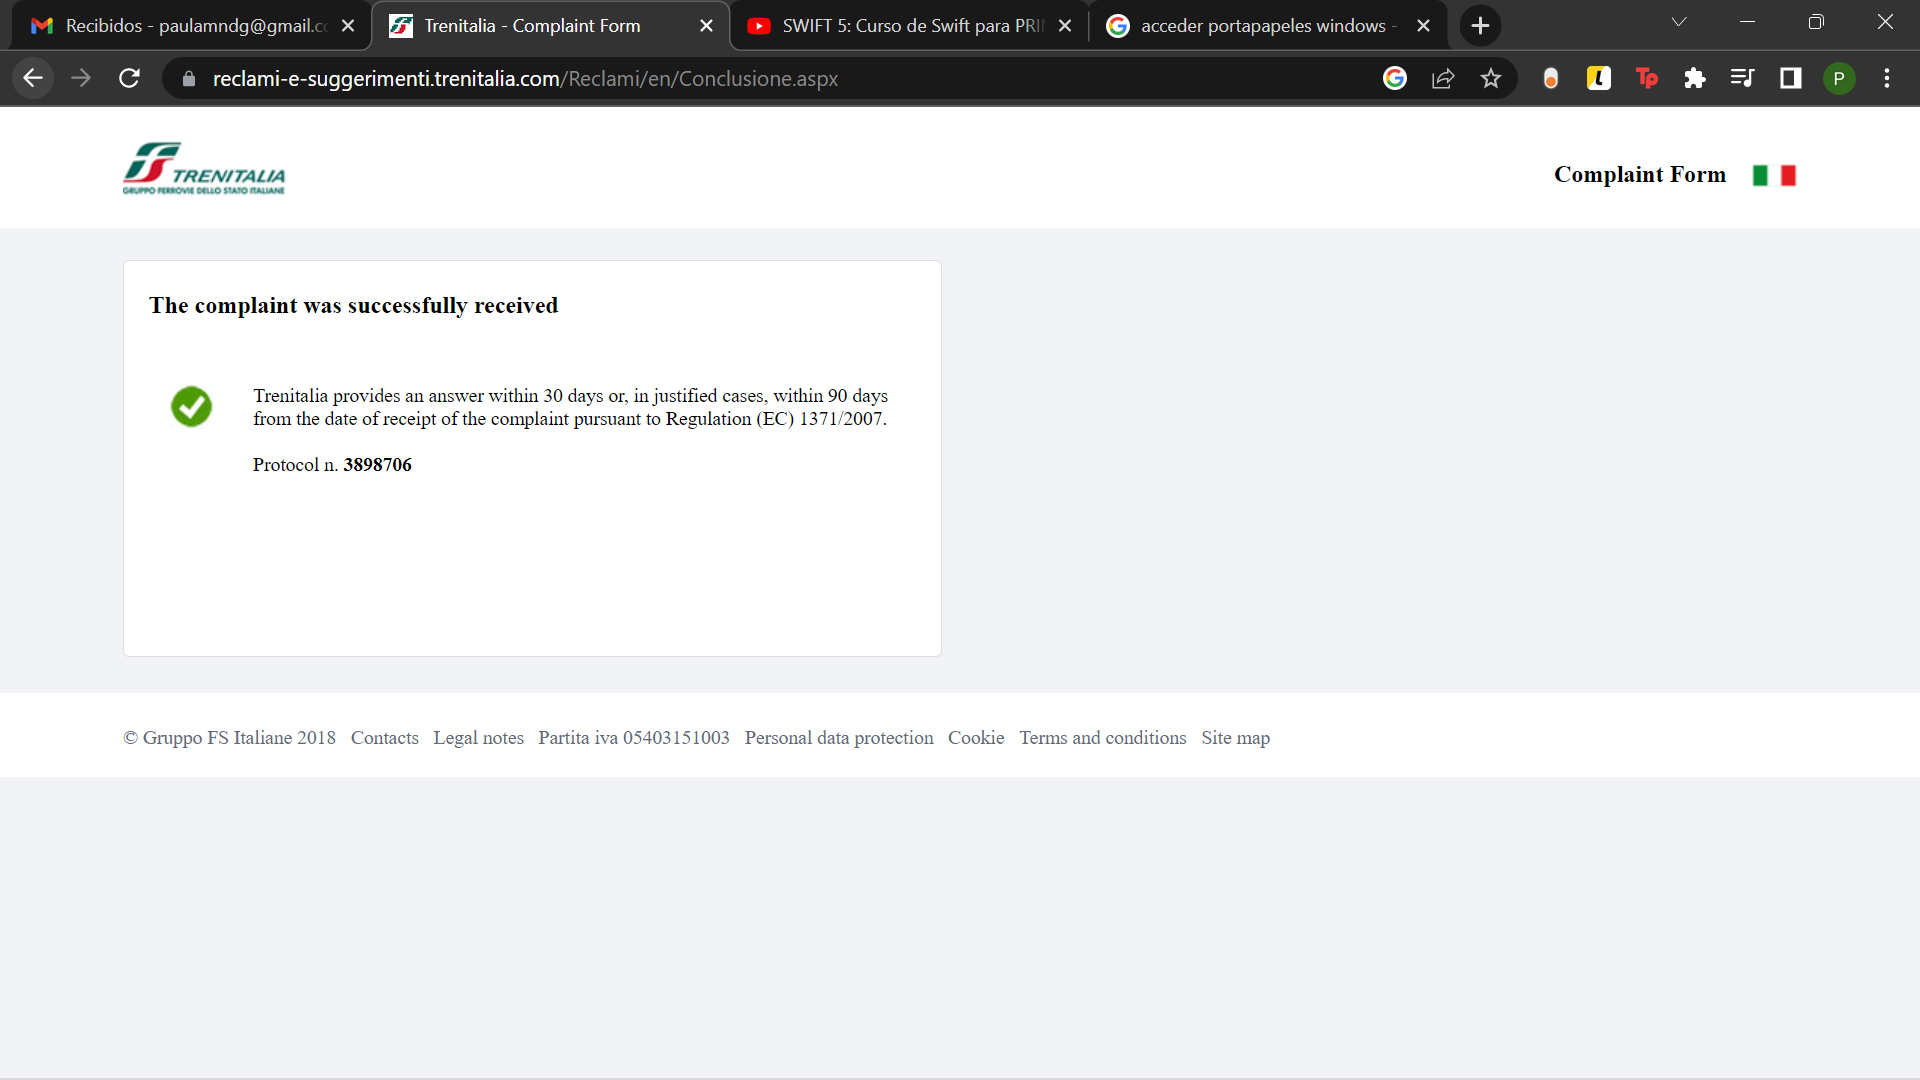 Recibidos - paulamndg@gmail.c
Trenitalia - Complaint Form
SWIFT 5: Curso de Swift para PRI
acceder portapapeles windows -
reclami-e-suggerimenti.trenitalia.com/Reclami/en/Conclusione.aspx
P
TRENITALIA
GRUPPO FERROVIE DELLO STATO ITALIANE
Complaint Form
The complaint was successfully received
Trenitalia provides an answer within 30 days or, in justified cases, within 90 days
from the date of receipt of the complaint pursuant to Regulation (EC) 1371/2007.
Protocol n. 3898706
© Gruppo FS Italiane 2018 Contacts Legal notes Partita iva 05403151003 Personal data protection Cookie Terms and conditions Site map